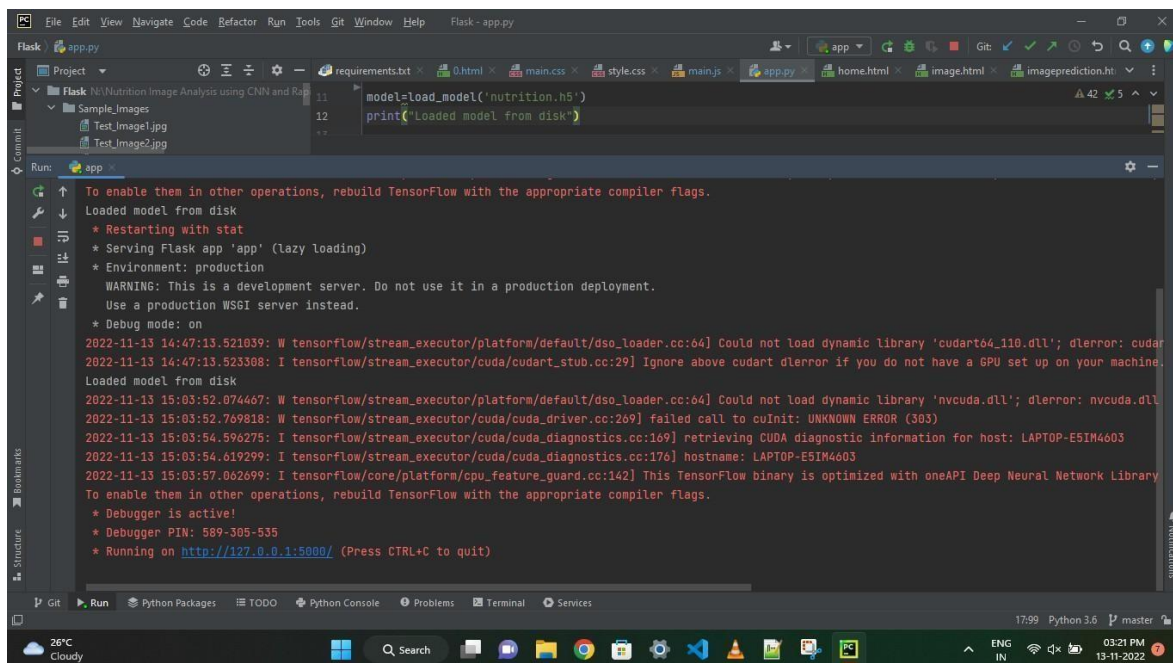 File Edit View Navigate Code Refactor Run Tools Git Window Help Flask - app.py
Flask app.py app Git:
Project requirements.txt 0.html main.css style.css main.js app.py home.html image.html imageprediction.ht
Flask N:\Nutrition Image Analysis using CNN and Rap 11 model=load_model('nutrition.h5') 42 5
Sample_Images 12 print("Loaded model from disk")
Test_Image1.jpg
Test_Image2.jpg
Run: app
To enable them in other operations, rebuild TensorFlow with the appropriate compiler flags.
Loaded model from disk
* Restarting with stat
* Serving Flask app 'app' (lazy loading)
* Environment: production
WARNING: This is a development server. Do not use it in a production deployment.
Use a production WSGI server instead.
* Debug mode: on
2022-11-13 14:47:13.521039: W tensorflow/stream_executor/platform/default/dso_loader.cc:64] Could not load dynamic library 'cudart64_110.dll'; dlerror: cudar
2022-11-13 14:47:13.523308: I tensorflow/stream_executor/cuda/cudart_stub.cc:29] Ignore above cudart dlerror if you do not have a GPU set up on your machine.
Loaded model from disk
2022-11-13 15:03:52.074467: W tensorflow/stream_executor/platform/default/dso_loader.cc:64] Could not load dynamic library 'nvcuda.dll'; dlerror: nvcuda.dll
2022-11-13 15:03:52.769818: W tensorflow/stream_executor/cuda/cuda_driver.cc:269] failed call to cuInit: UNKNOWN ERROR (303)
2022-11-13 15:03:54.596275: I tensorflow/stream_executor/cuda/cuda_diagnostics.cc:169] retrieving CUDA diagnostic information for host: LAPTOP-E5IM46O3
2022-11-13 15:03:54.619299: I tensorflow/stream_executor/cuda/cuda_diagnostics.cc:176] hostname: LAPTOP-E5IM46O3
2022-11-13 15:03:57.062699: I tensorflow/core/platform/cpu_feature_guard.cc:142] This TensorFlow binary is optimized with oneAPI Deep Neural Network Library
To enable them in other operations, rebuild TensorFlow with the appropriate compiler flags.
* Debugger is active!
* Debugger PIN: 589-305-535
* Running on http://127.0.0.1:5000/ (Press CTRL+C to quit)
Project
Commit
Bookmarks
Structure
Notifications
Git Run Python Packages TODO Python Console Problems Terminal Services
17:99 Python 3.6 master
26°C Search ENG 03:21 PM
Cloudy IN 13-11-2022 7